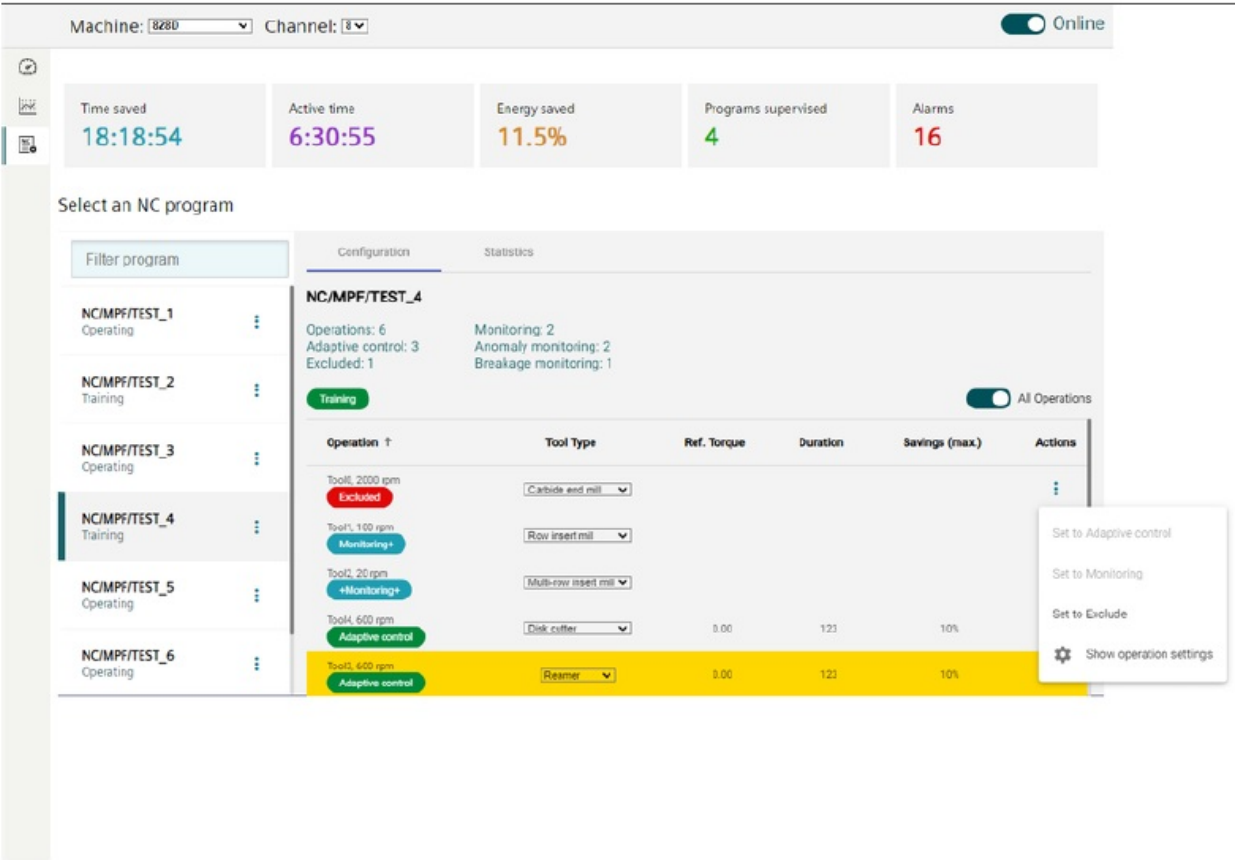 Machine: 828D Channel: 8 Online
Time saved Active time Energy saved Programs supervised Alarms
18:18:54 6:30:55 11.5% 4 16
Select an NC program
Filter program
NC/MPF/TEST_1
Operating
NC/MPF/TEST_2
Training
NC/MPF/TEST_3
Operating
NC/MPF/TEST_4
Training
NC/MPF/TEST_5
Operating
NC/MPF/TEST_6
Operating
Configuration Statistics
NC/MPF/TEST_4
Operations: 6 Monitoring: 2
Adaptive control: 3 Anomaly monitoring: 2
Excluded: 1 Breakage monitoring: 1
Training All Operations
Operation ↑ Tool Type Ref. Torque Duration Savings (max.) Actions
2000 rpm
Excluded Carbide end mill
Tool1, 100 rpm
Monitoring+ Row insert mill
Tool2, 20 rpm
+Monitoring+ Multi-row insert mill
Tool4, 600 rpm
Adaptive control Disk cutter 0.00 123 10%
Tool3, 600 rpm
Adaptive control Reamer 0.00 123 10%
Set to Adaptive control
Set to Monitoring
Set to Exclude
Show operation settings